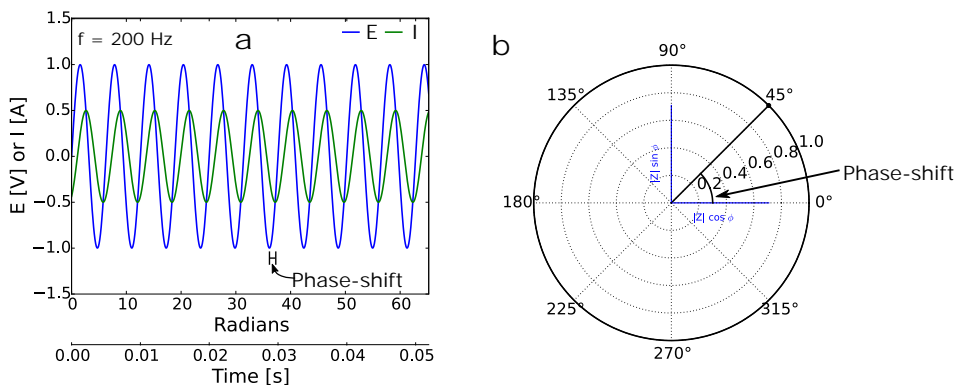 a
f = 200 Hz
E I
1.5
1.0
0.5
0.0
−0.5
−1.0
−1.5
E [V] or I [A]
Phase-shift
0 10 20 30 40 50 60
Radians
0.00 0.01 0.02 0.03 0.04 0.05
Time [s]
b
90°
135° 45°
1.0
0.8
0.6
0.4
0.2
|Z| sin ϕ
Phase-shift
180° 0°
|Z| cos ϕ
225° 315°
270°